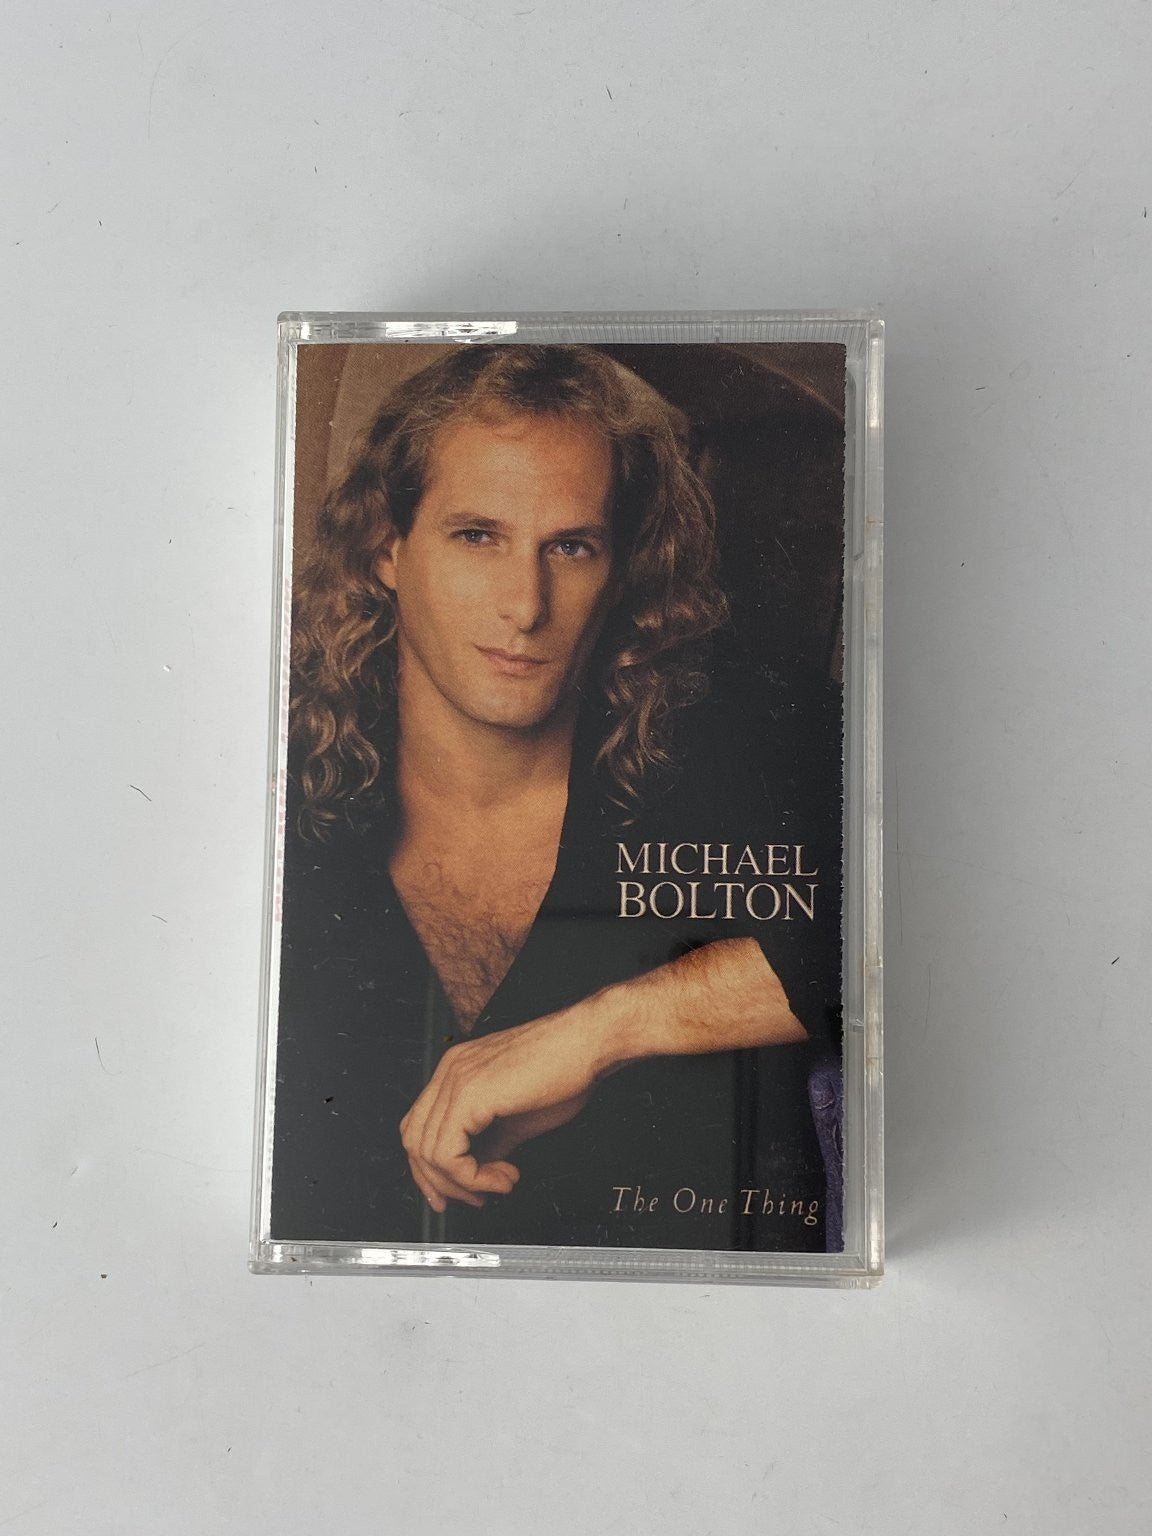 MICHAEL
BOLTON
The One Thing